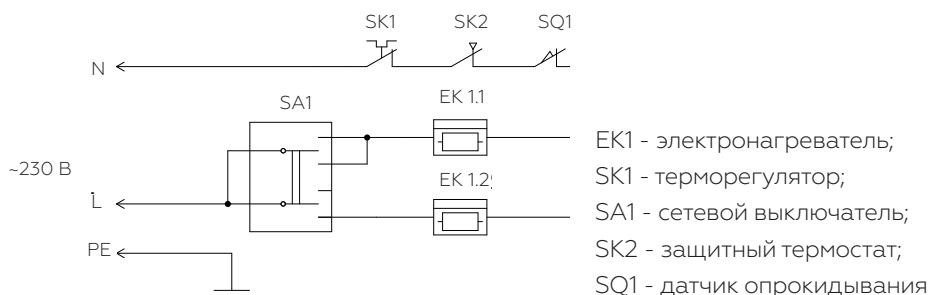 SK1 SK2 SQ1
N
SA1
EK 1.1
~230 В
EK 1.2
L
PE
EK1 - электронагреватель;
SK1 - терморегулятор;
SA1 - сетевой выключатель;
SK2 - защитный термостат;
SQ1 - датчик опрокидывания